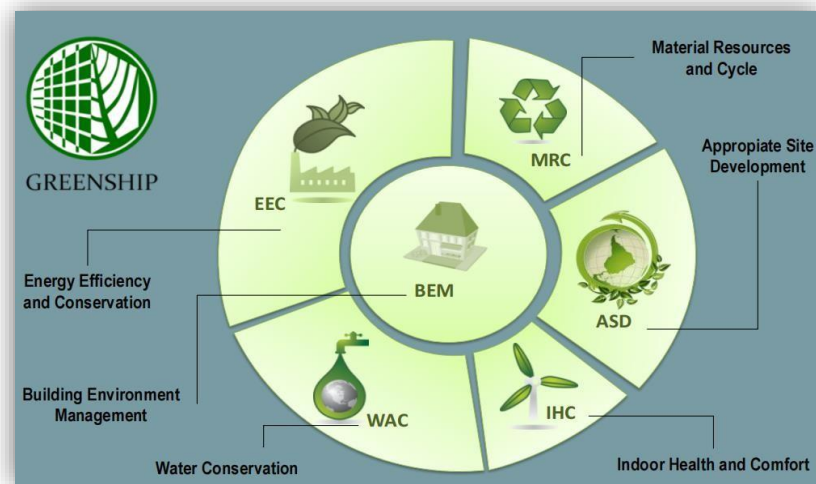 GREENSHIP
Material Resources
and Cycle
MRC
Appropiate Site
Development
EEC
Energy Efficiency
and Conservation
BEM
ASD
Building Environment
Management
WAC
IHC
Water Conservation
Indoor Health and Comfort